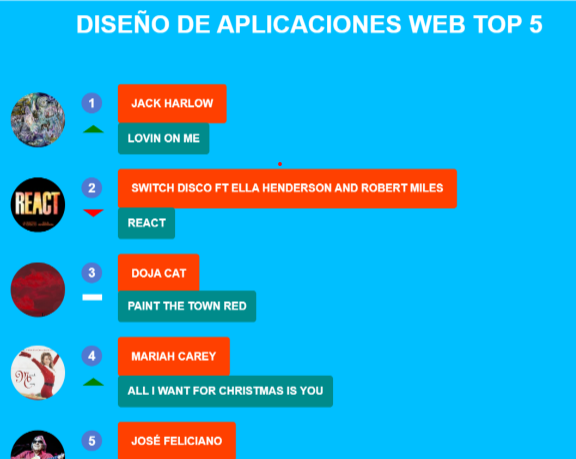 DISEÑO DE APLICACIONES WEB TOP 5
1
JACK HARLOW
LOVIN ON ME
REACT
2
SWITCH DISCO FT ELLA HENDERSON AND ROBERT MILES
REACT
3
DOJA CAT
PAINT THE TOWN RED
4
MARIAH CAREY
ALL I WANT FOR CHRISTMAS IS YOU
5
JOSÉ FELICIANO